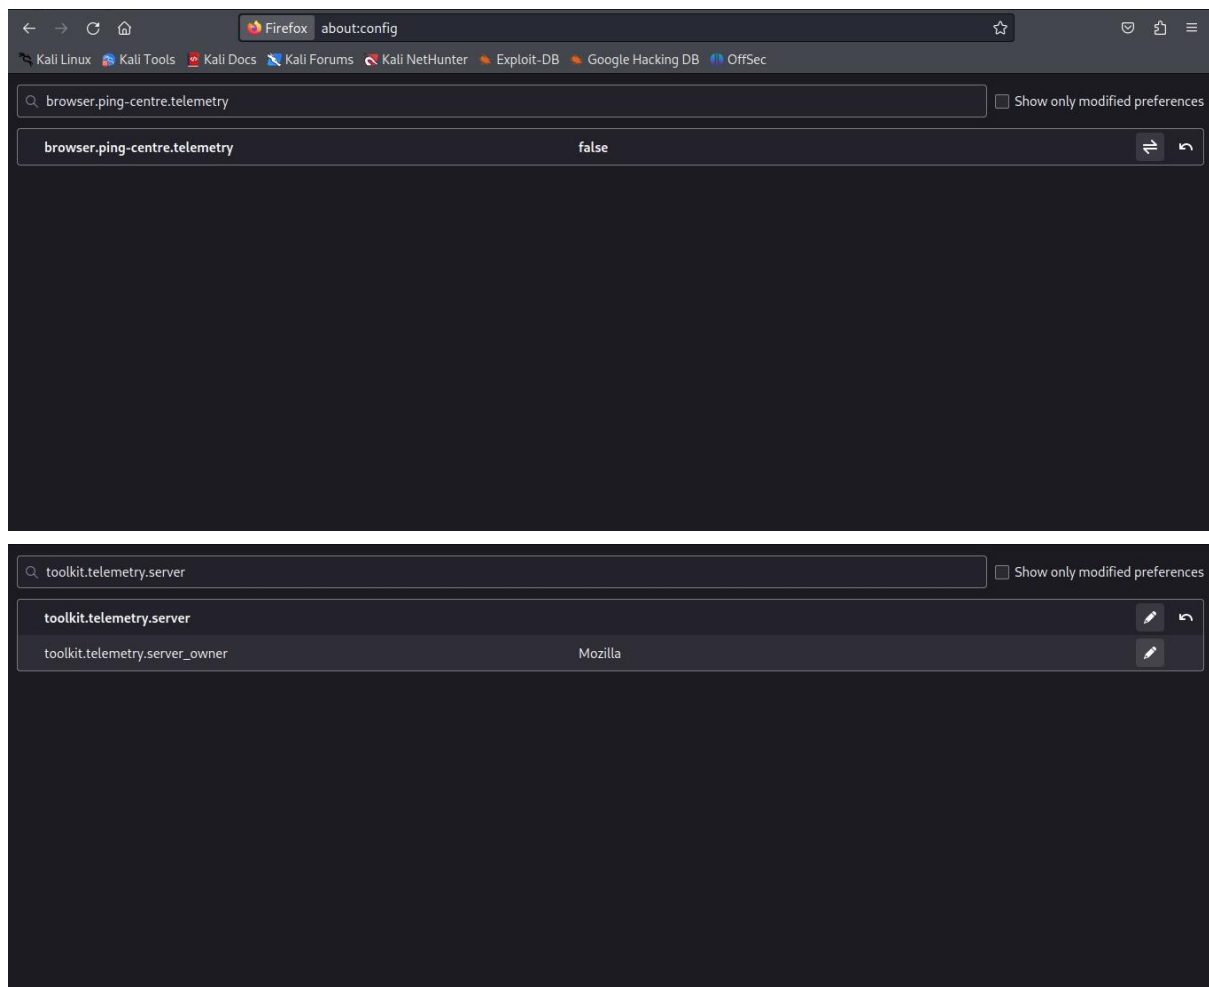 Firefox about:config
Kali Linux Kali Tools Kali Docs Kali Forums Kali NetHunter Exploit-DB Google Hacking DB OffSec
browser.ping-centre.telemetry Show only modified preferences
browser.ping-centre.telemetry false
toolkit.telemetry.server Show only modified preferences
toolkit.telemetry.server
toolkit.telemetry.server_owner Mozilla